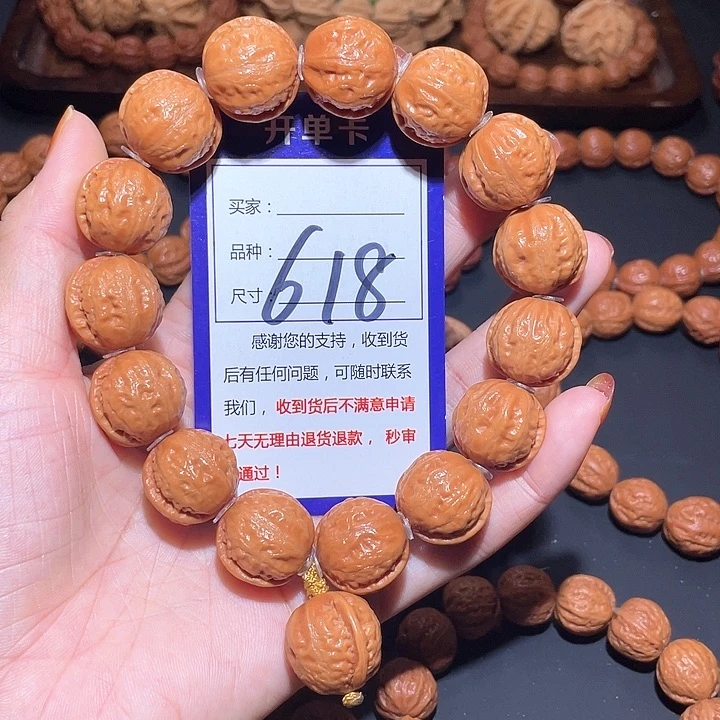 开单卡
买家：
品种：
618
尺寸：
感谢您的支持，收到货
后有任何问题，可随时联系
我们，收到货后不满意申请
七天无理由退货退款，秒审
通过！